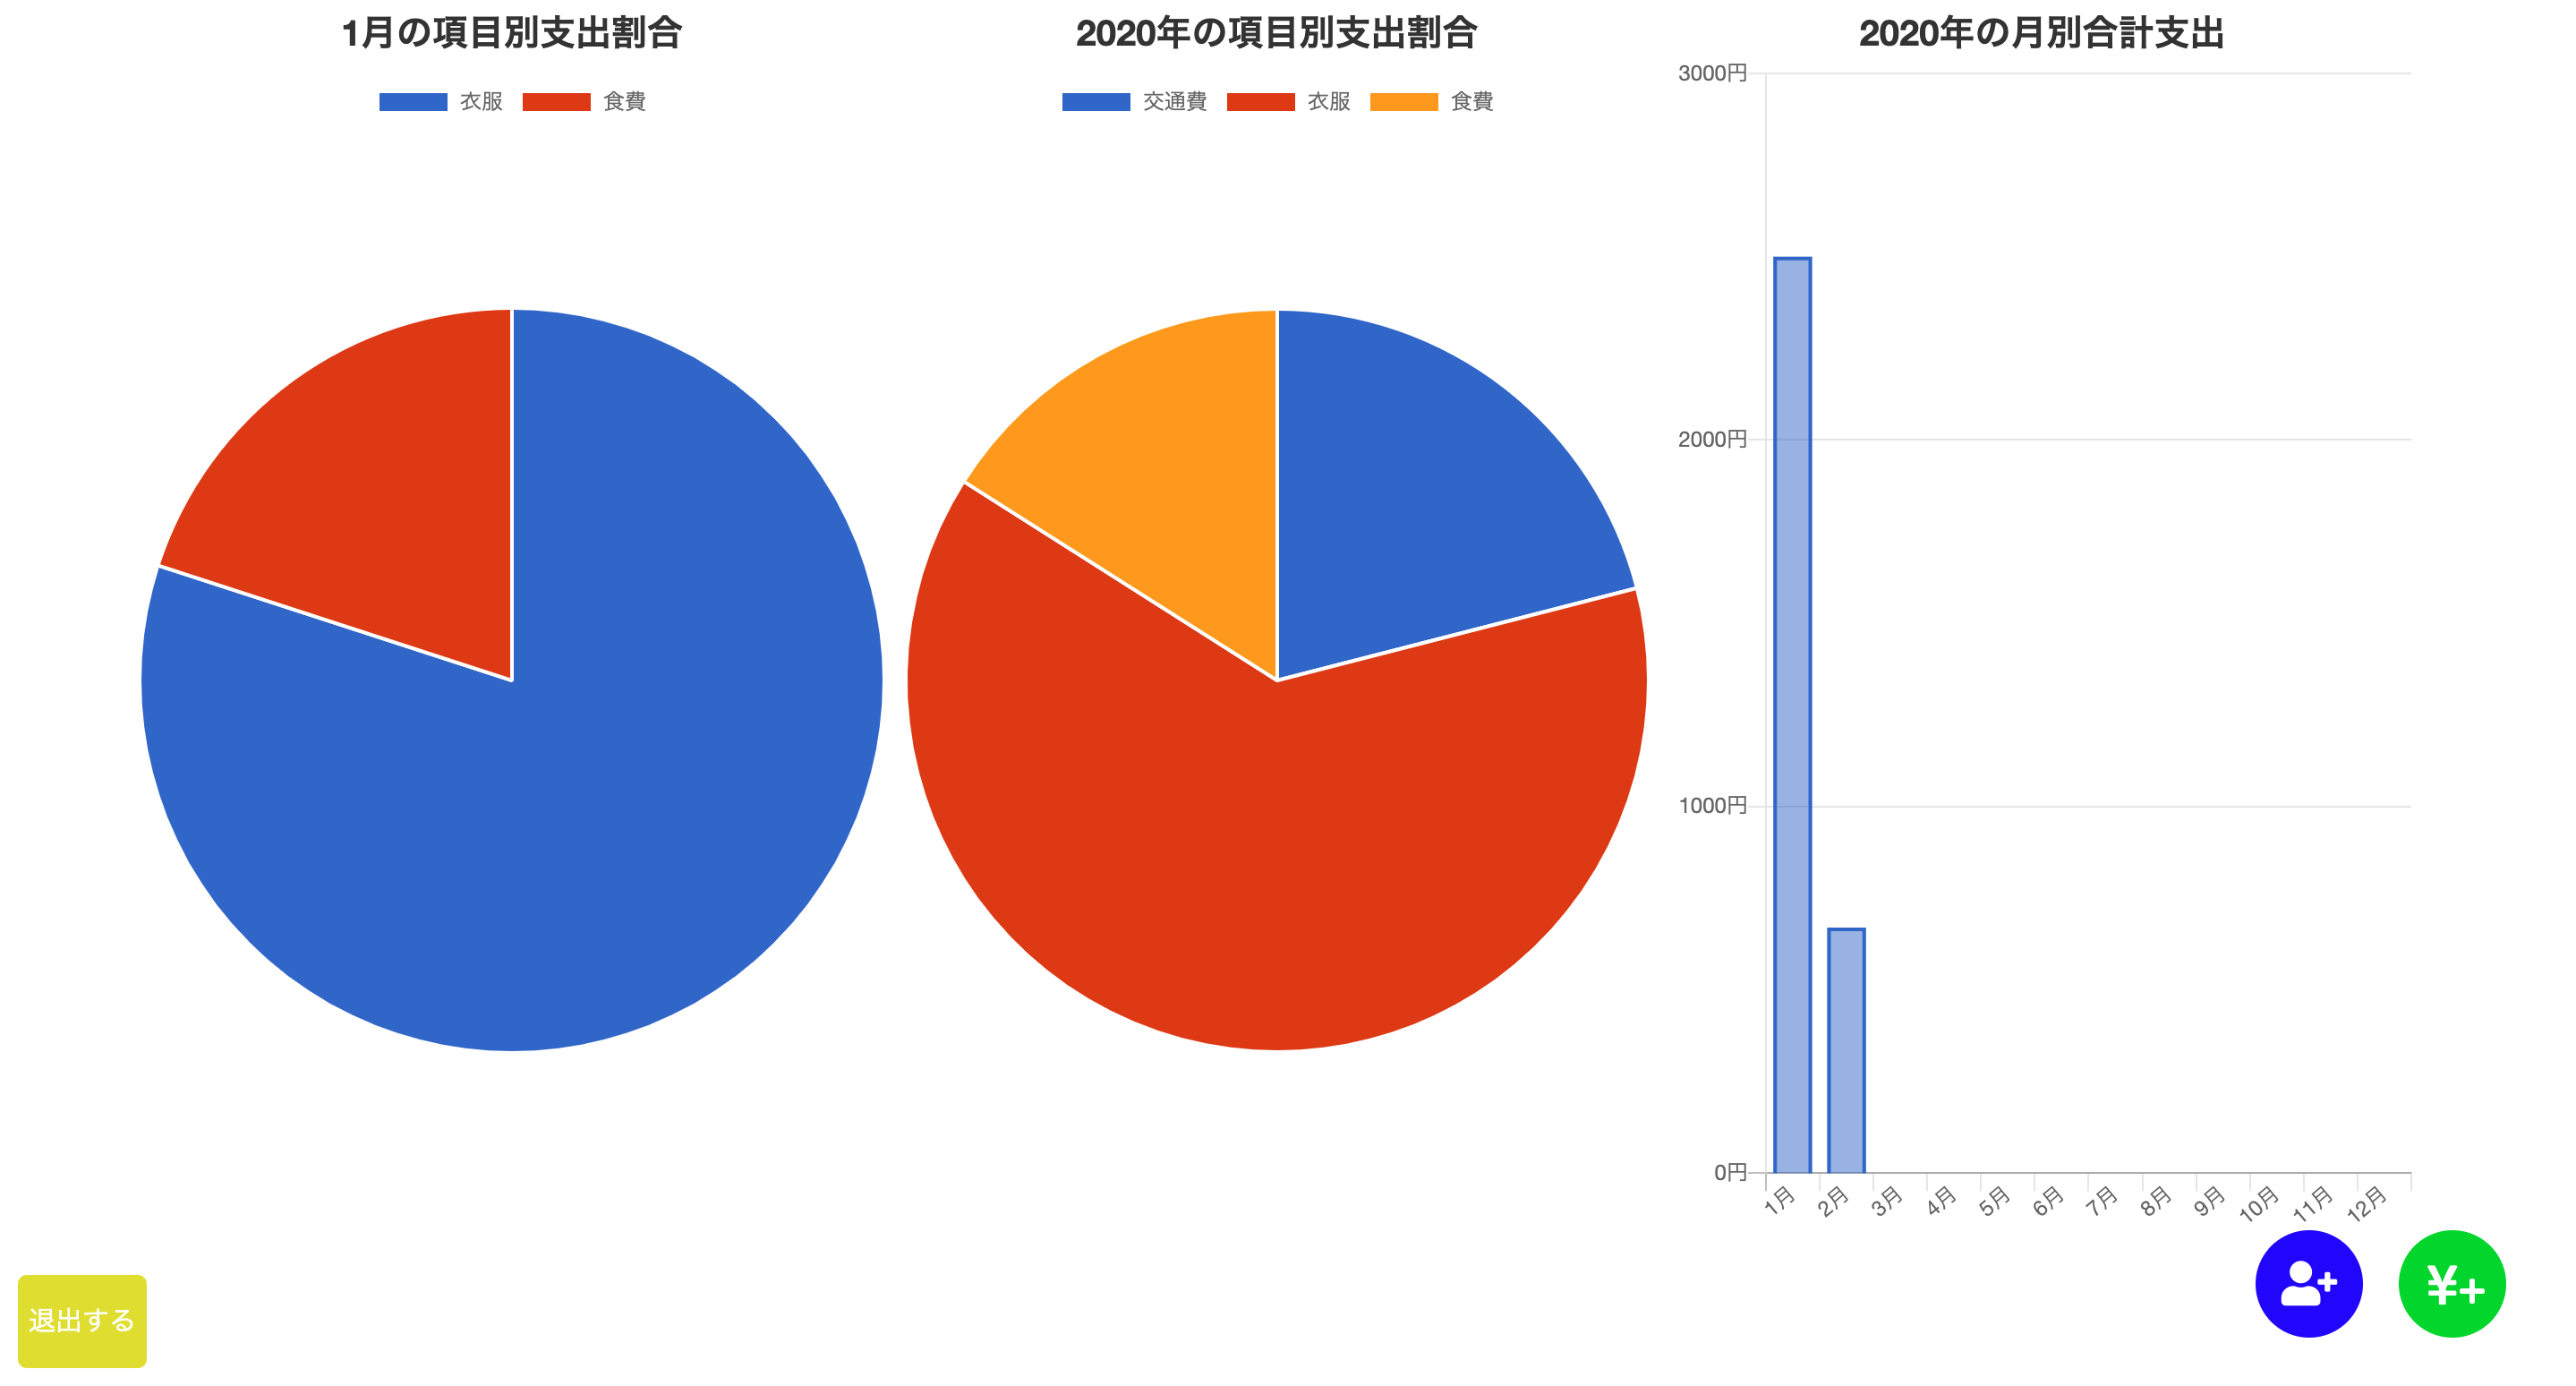 1月の項目別支出割合
衣服 食費
2020年の項目別支出割合
交通費 衣服 食費
2020年の月別合計支出
3000円
2000円
1000円
0円
1月 2月 3月 4月 5月 6月 7月 8月 9月 10月 11月 12月
退出する
¥+